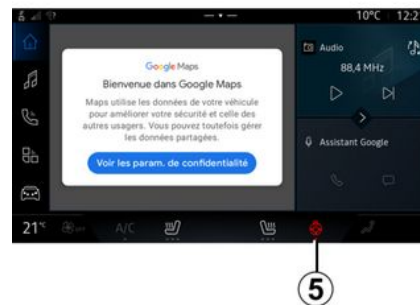 10°C 12:2
Google Maps
Bienvenue dans Google Maps
Maps utilise les données de votre véhicule
pour améliorer votre sécurité et celle des
autres usagers. Vous pouvez toutefois gérer
les données partagées.
Voir les param. de confidentialité
Audio
88,4 MHz
Assistant Google
21°C
OFF
A/C
5